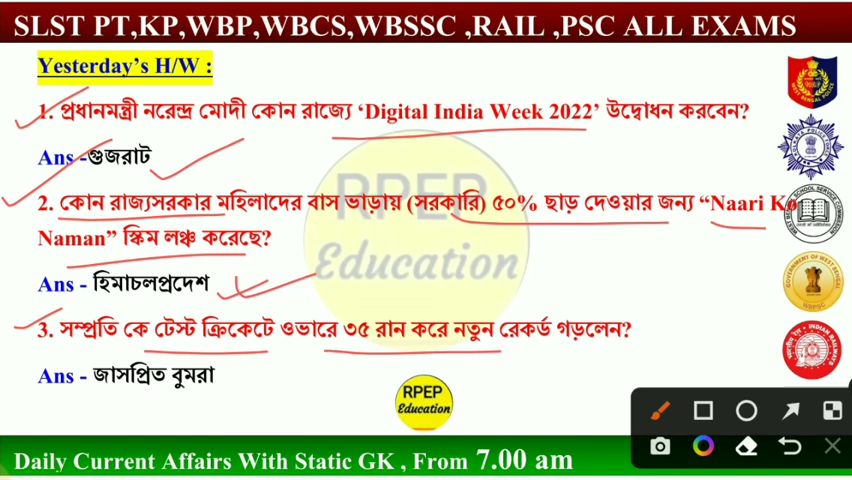 SLST PT,KP,WBP,WBCS,WBSSC ,RAIL ,PSC ALL EXAMS
Yesterday's H/W :
1. প্রধানমন্ত্রী নরেন্দ্র মোদী কোন রাজ্যে ‘Digital India Week 2022’ উদ্বোধন করবেন?
Ans -গুজরাট
2. কোন রাজ্যসরকার মহিলাদের বাস ভাড়ায় (সরকারি) ৫০% ছাড় দেওয়ার জন্য “Naari Ko
Naman” স্কিম লঞ্চ করেছে?
Ans - হিমাচলপ্রদেশ
3. সম্প্রতি কে টেস্ট ক্রিকেটে ওভারে ৩৫ রান করে নতুন রেকর্ড গড়লেন?
Ans - জাসপ্রিত বুমরা
RPEP
Education
RPEP
Education
Daily Current Affairs With Static GK , From 7.00 am